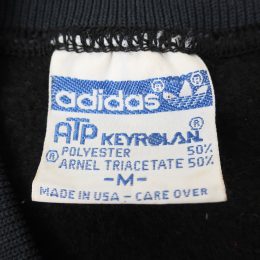 adidas ®
ATP KEYROLAN®
® POLYESTER 50%
ARNEL TRIACETATE 50%
-M-
MADE IN USA - CARE OVER